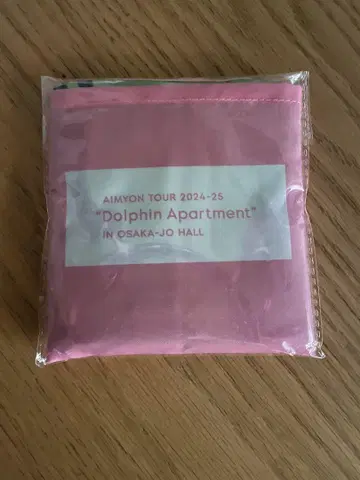 AIMYON TOUR 2024-25
"Dolphin Apartment"
IN OSAKA-JO HALL